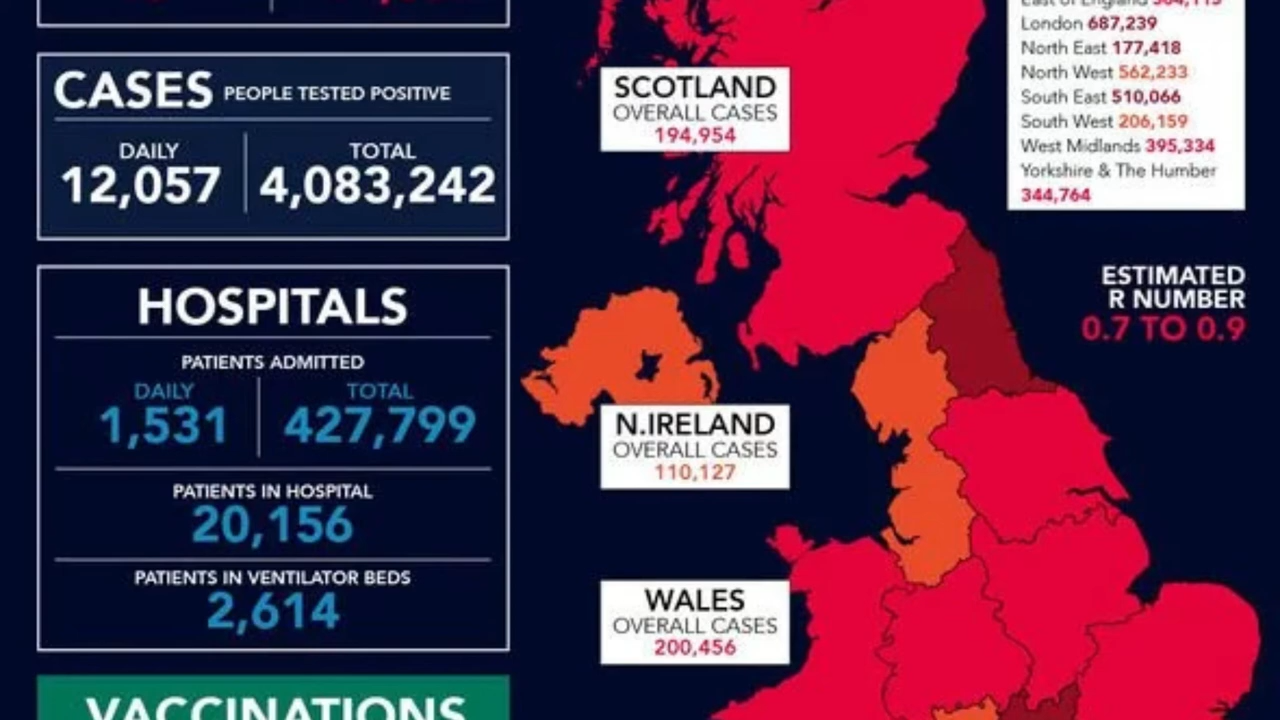 CASES PEOPLE TESTED POSITIVE
DAILY
12,057
TOTAL
4,083,242
HOSPITALS
PATIENTS ADMITTED
DAILY
1,531
TOTAL
427,799
PATIENTS IN HOSPITAL
20,156
PATIENTS IN VENTILATOR BEDS
2,614
VACCINATIONS
SCOTLAND
OVERALL CASES
194,954
N.IRELAND
OVERALL CASES
110,127
WALES
OVERALL CASES
200,456
East of England
London 687,239
North East 177,418
North West 562,233
South East 510,066
South West 206,159
West Midlands 395,334
Yorkshire & The Humber
344,764
ESTIMATED
R NUMBER
0.7 TO 0.9